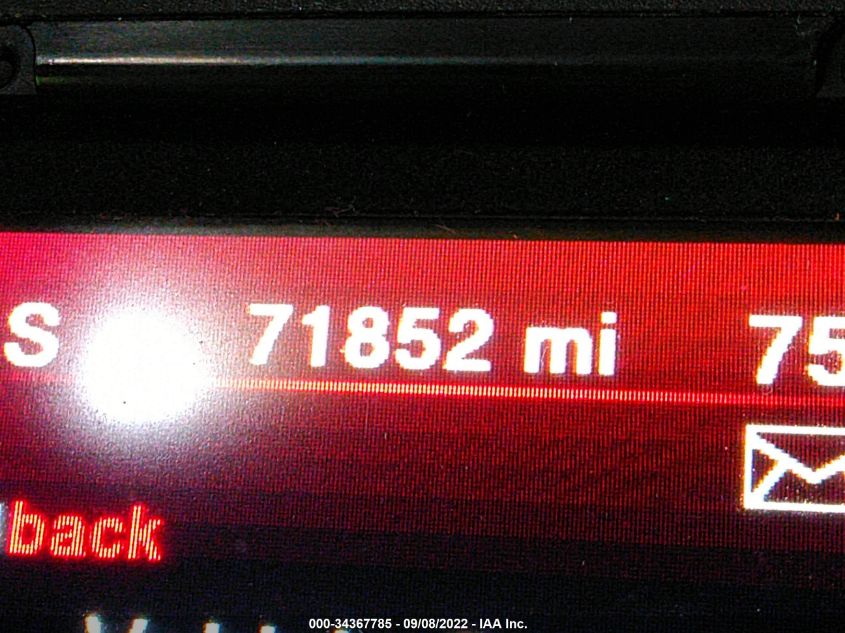 S 71852 mi 75
back
000-34367785 - 09/08/2022 - IAA Inc.